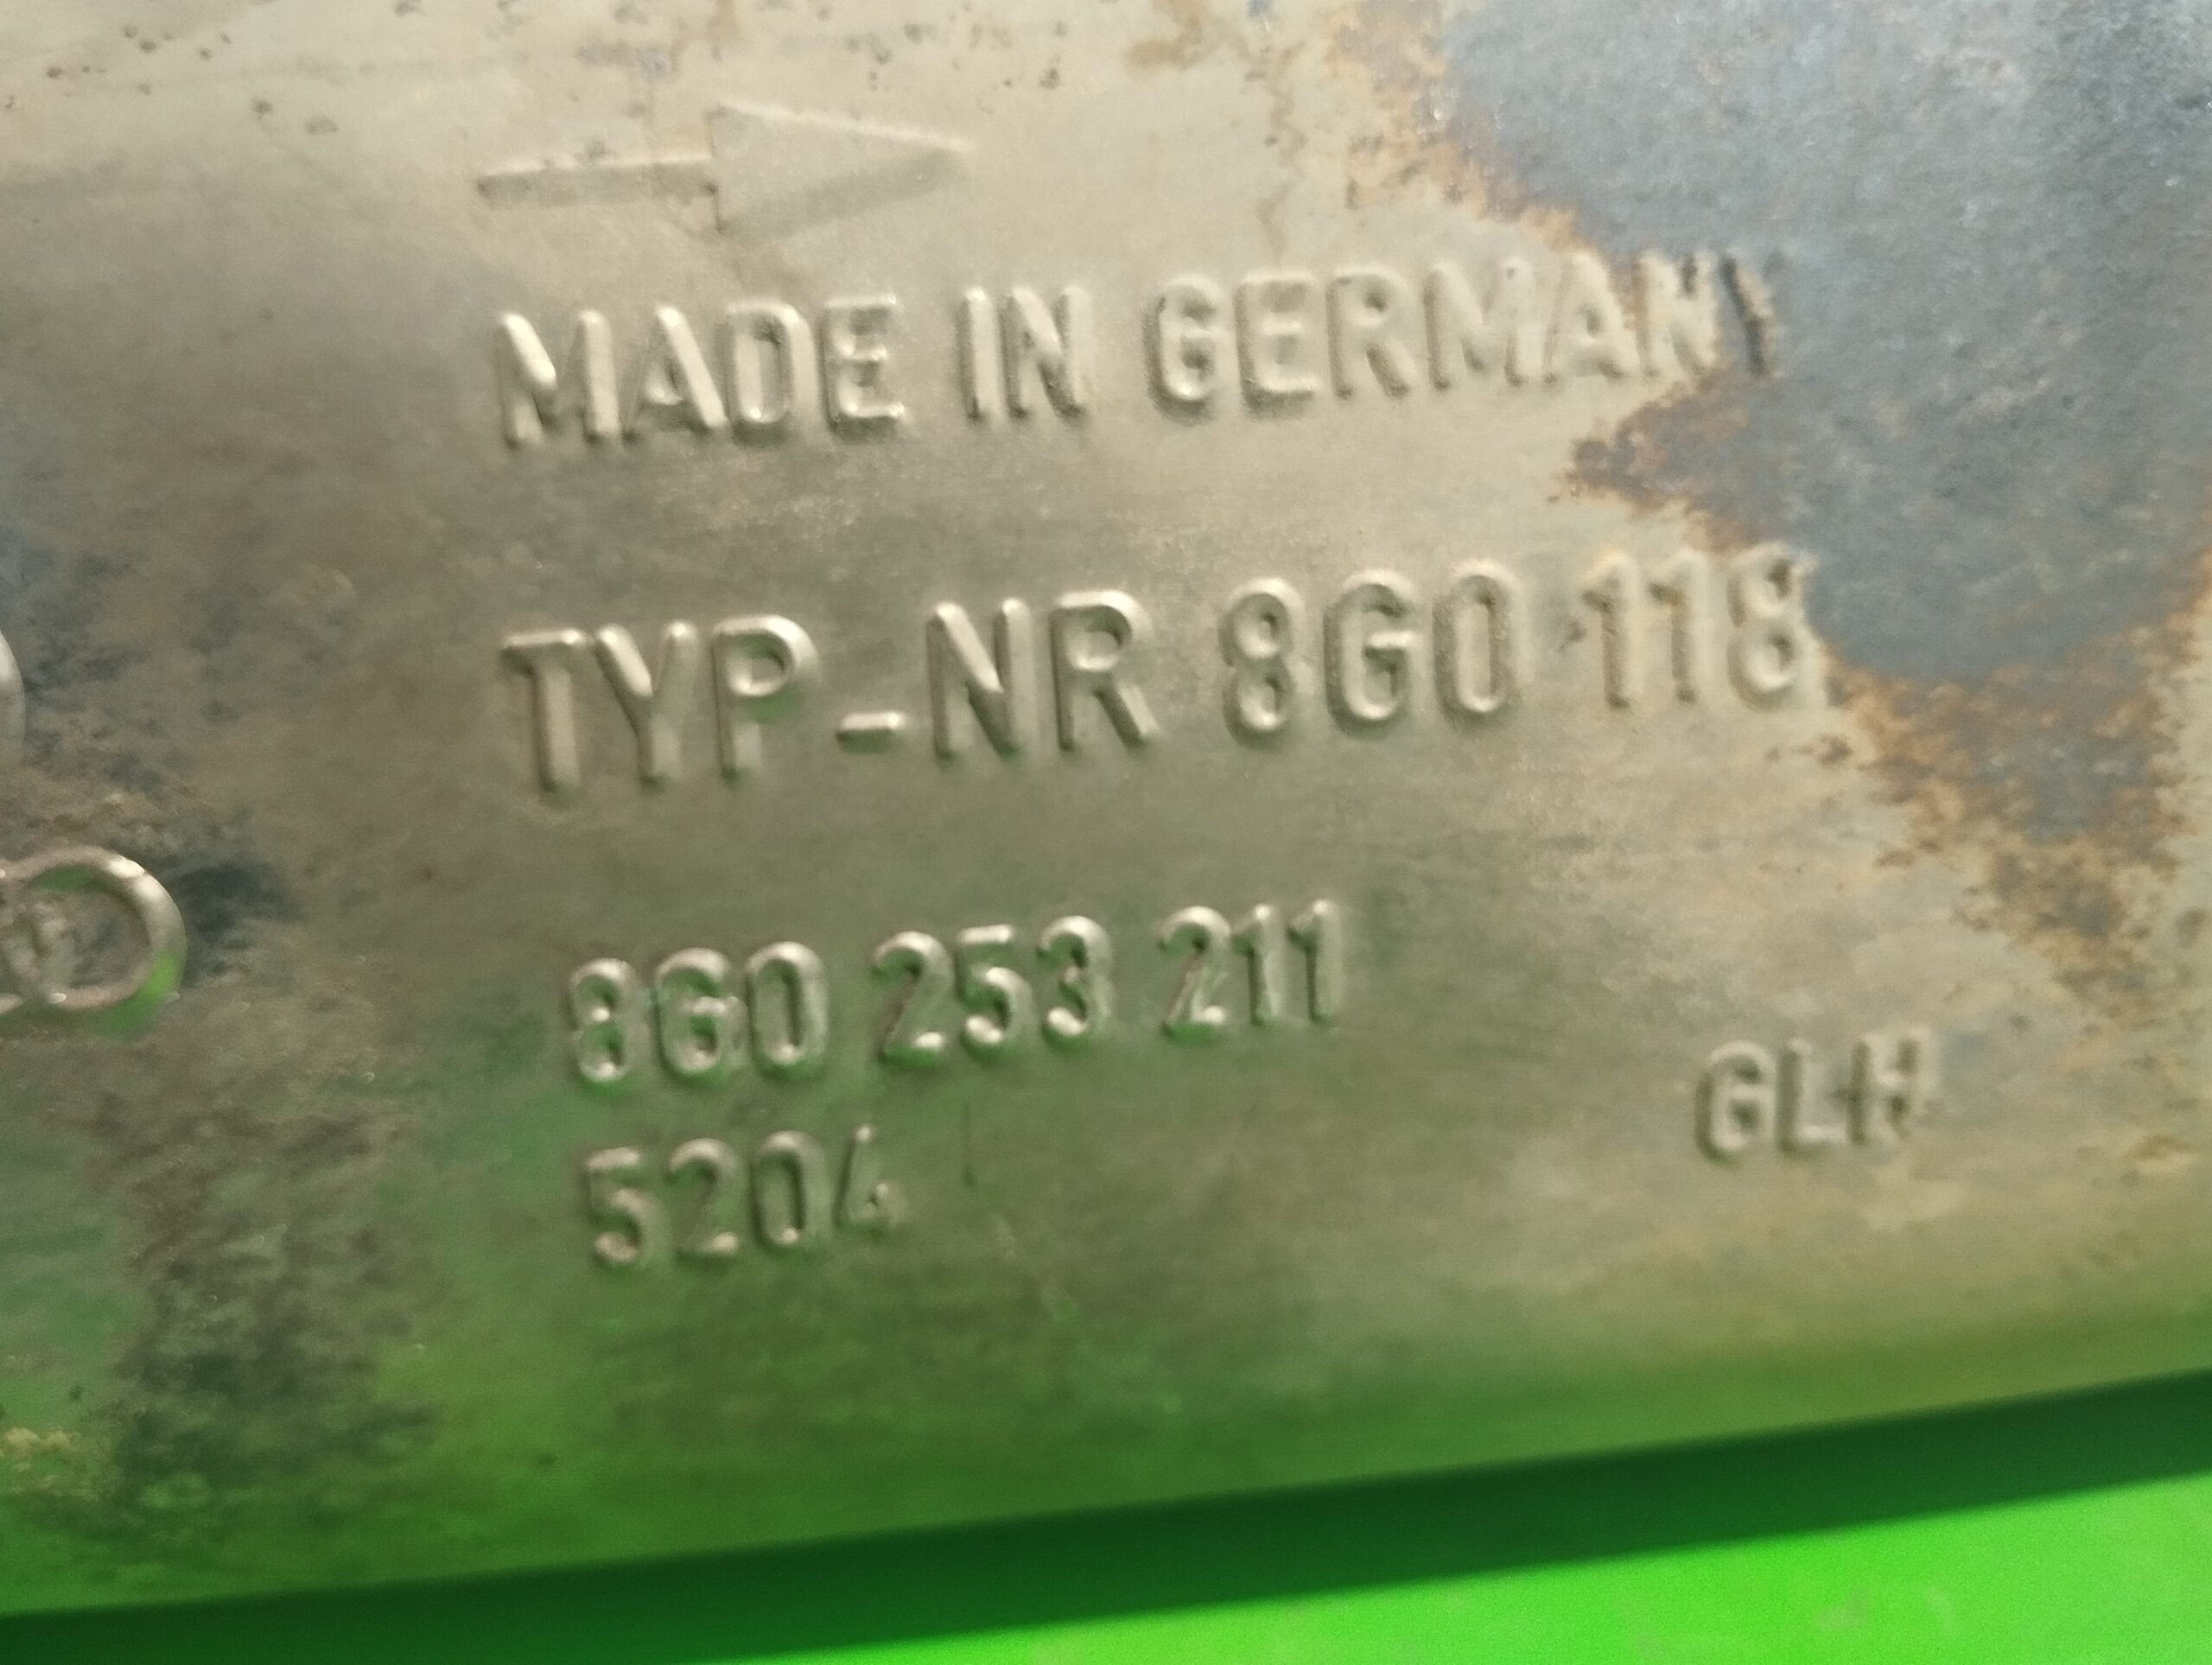 MADE IN GERMANY
TYP-NR 8G0 118
8G0 253 211
5204
GLH